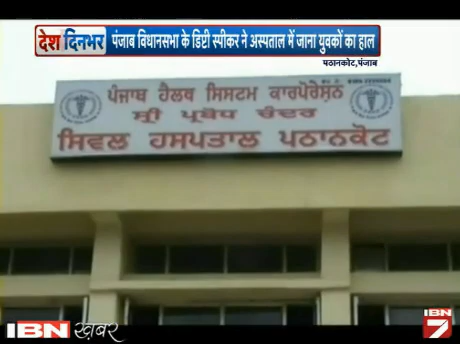 देश दिनभर
पंजाब विधानसभा के डिप्टी स्पीकर ने अस्पताल में जाना युवकों का हाल
पठानकोट,पंजाब
ਪੰਜਾਬ ਹੈਲਥ ਸਿਸਟਮ ਕਾਰਪੋਰੇਸ਼ਨ
ਸ੍ਰੀ ਪ੍ਰਬੋਧ ਚੰਦਰ
ਸਿਵਲ ਹਸਪਤਾਲ ਪਠਾਨਕੋਟ
IBN ख़बर
IBN
7